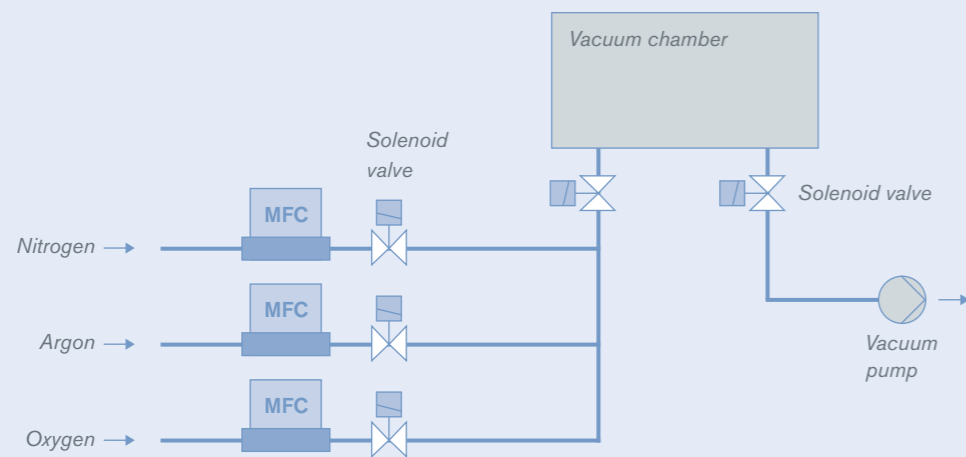 Vacuum chamber
Solenoid
valve
Solenoid valve
MFC
Nitrogen
MFC
Argon
Vacuum
pump
MFC
Oxygen